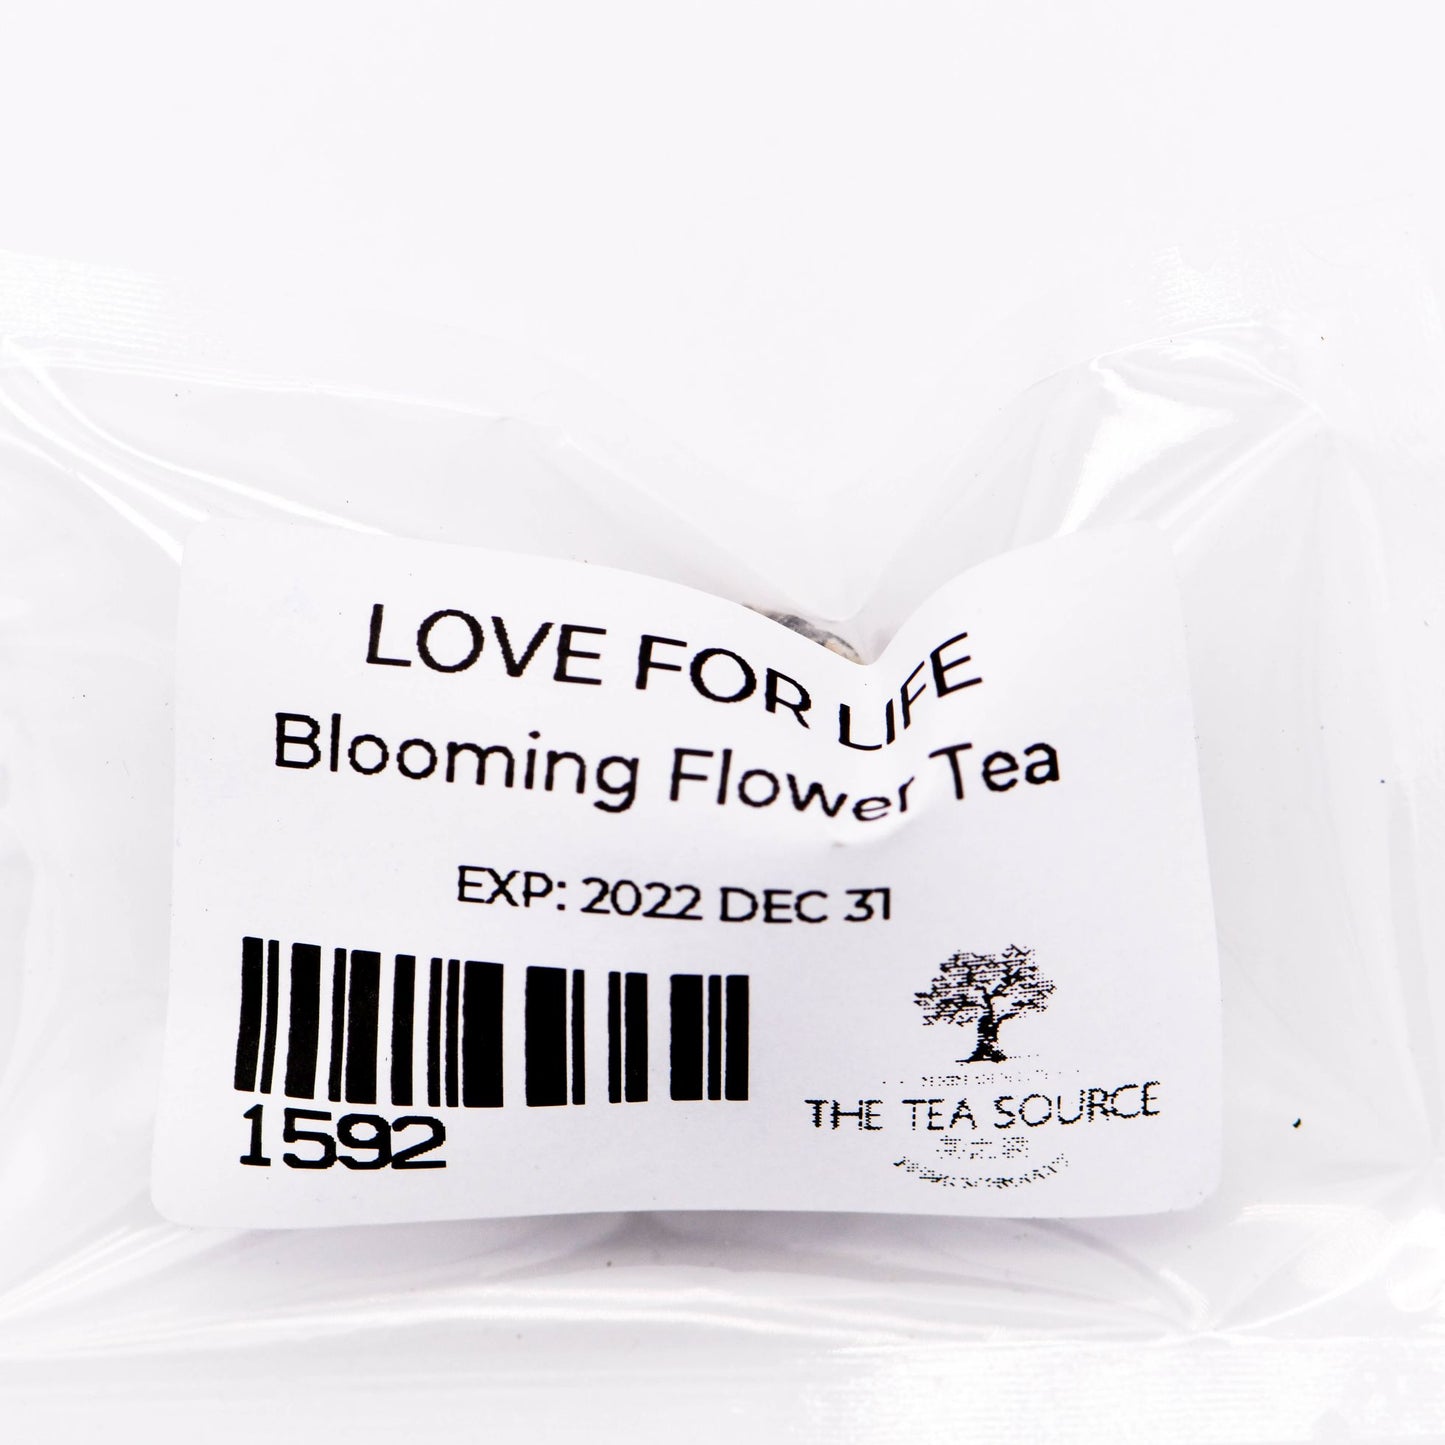 LOVE FOR LIFE
Blooming Flower Tea
EXP: 2022 DEC 31
1592
THE TEA SOURCE